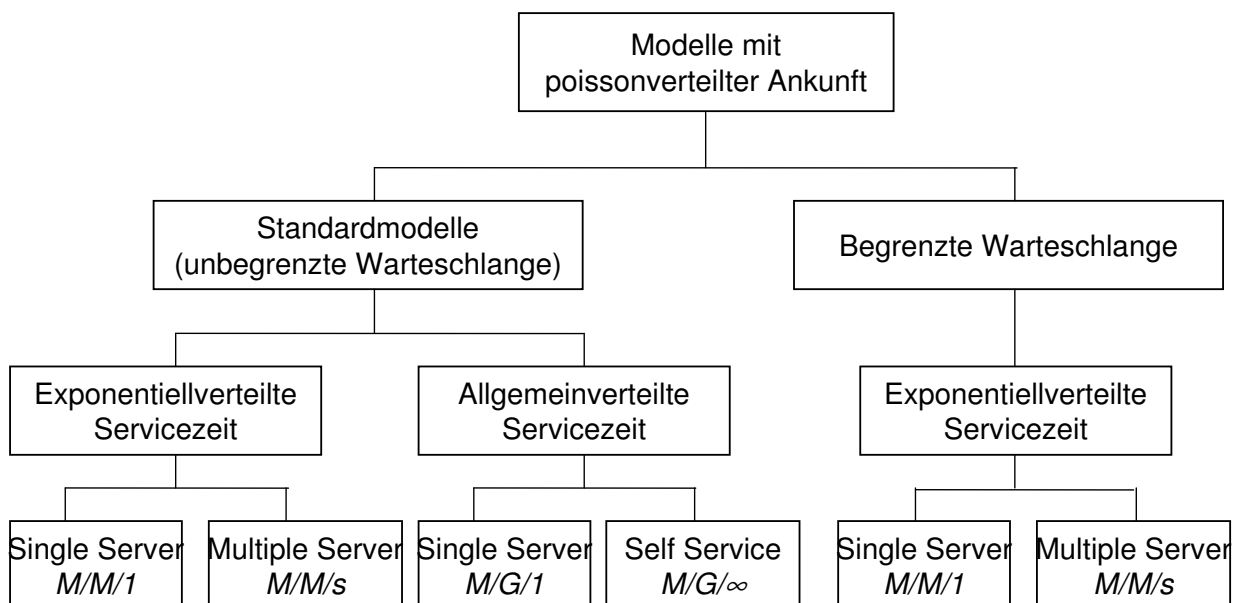 Modelle mit
poissonverteilter Ankunft
Standardmodelle
(unbegrenzte Warteschlange)
Begrenzte Warteschlange
Exponentiellverteilte
Servicezeit
Allgemeinverteilte
Servicezeit
Exponentiellverteilte
Servicezeit
Single Server
M/M/1
Multiple Server
M/M/s
Single Server
M/G/1
Self Service
M/G/∞
Single Server
M/M/1
Multiple Server
M/M/s